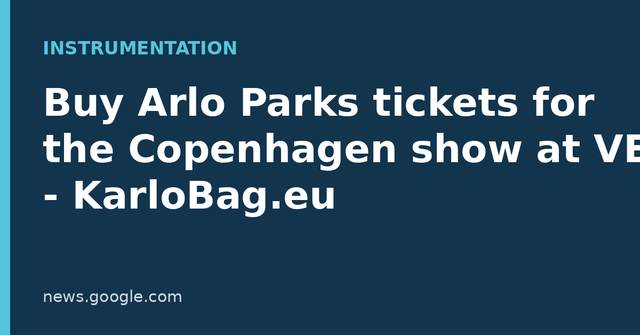 INSTRUMENTATION
Buy Arlo Parks tickets for
the Copenhagen show at
- KarloBag.eu
news.google.com